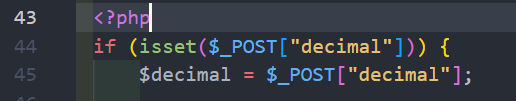 43 <?php
44 if (isset($_POST["decimal"])) {
45 $decimal = $_POST["decimal"];